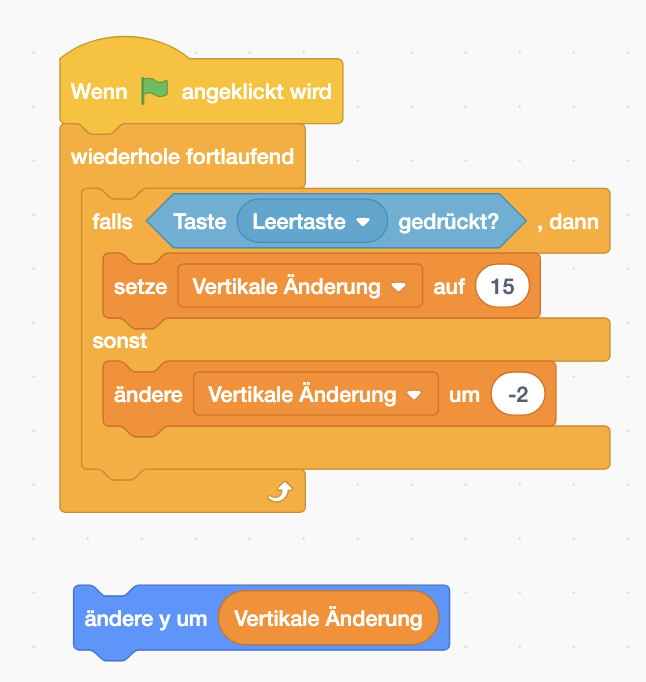 Wenn angeklickt wird
wiederhole fortlaufend
falls Taste Leertaste gedrückt? , dann
setze Vertikale Änderung auf 15
sonst
ändere Vertikale Änderung um -2
ändere y um Vertikale Änderung